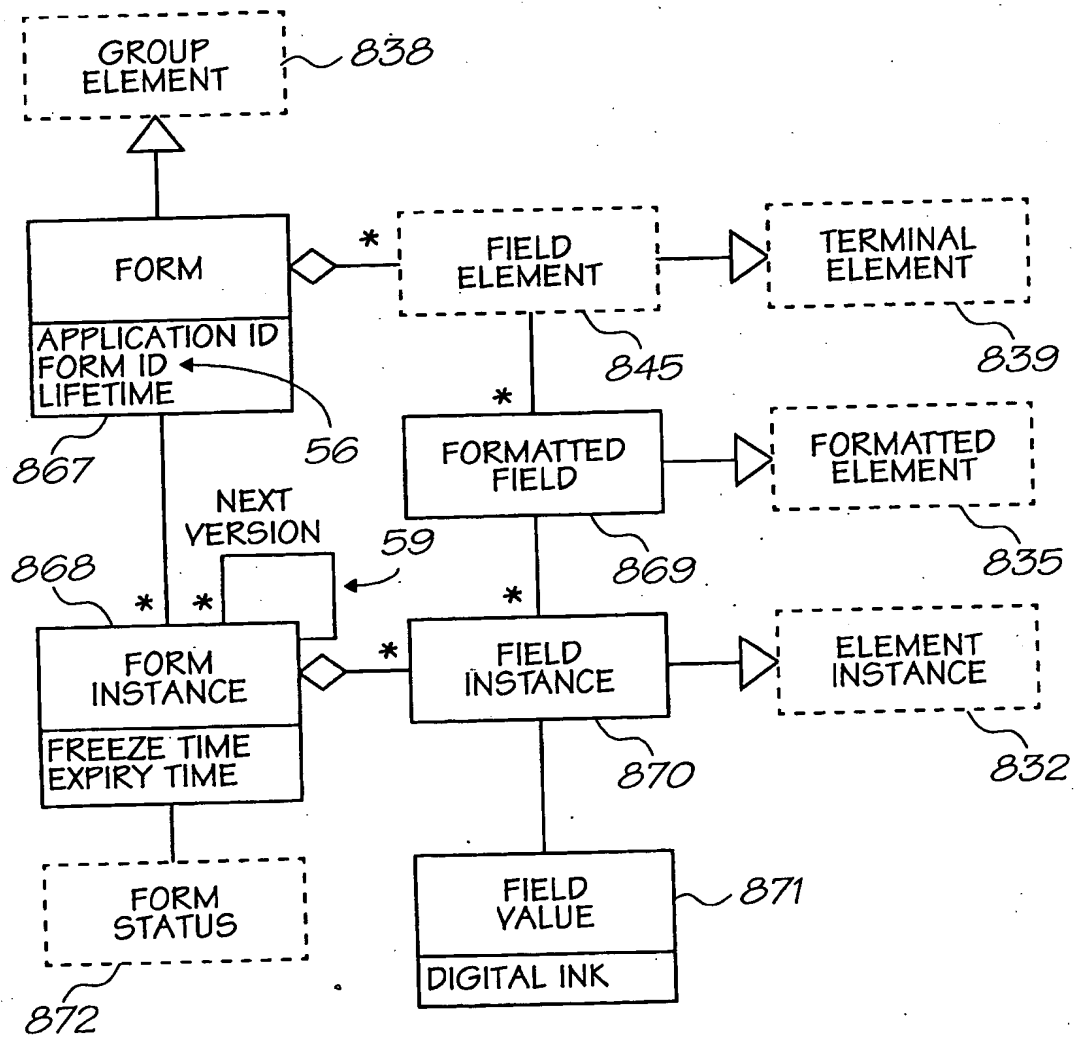 GROUP
ELEMENT
838
FORM
*
FIELD
ELEMENT
TERMINAL
ELEMENT
APPLICATION ID
FORM ID
LIFETIME
845
839
867
56
*
FORMATTED
FIELD
FORMATTED
ELEMENT
NEXT
VERSION
59
869
835
868
*
*
*
FORM
INSTANCE
*
FIELD
INSTANCE
ELEMENT
INSTANCE
FREEZE TIME
EXPIRY TIME
870
832
FORM
STATUS
FIELD
VALUE
871
DIGITAL INK
872